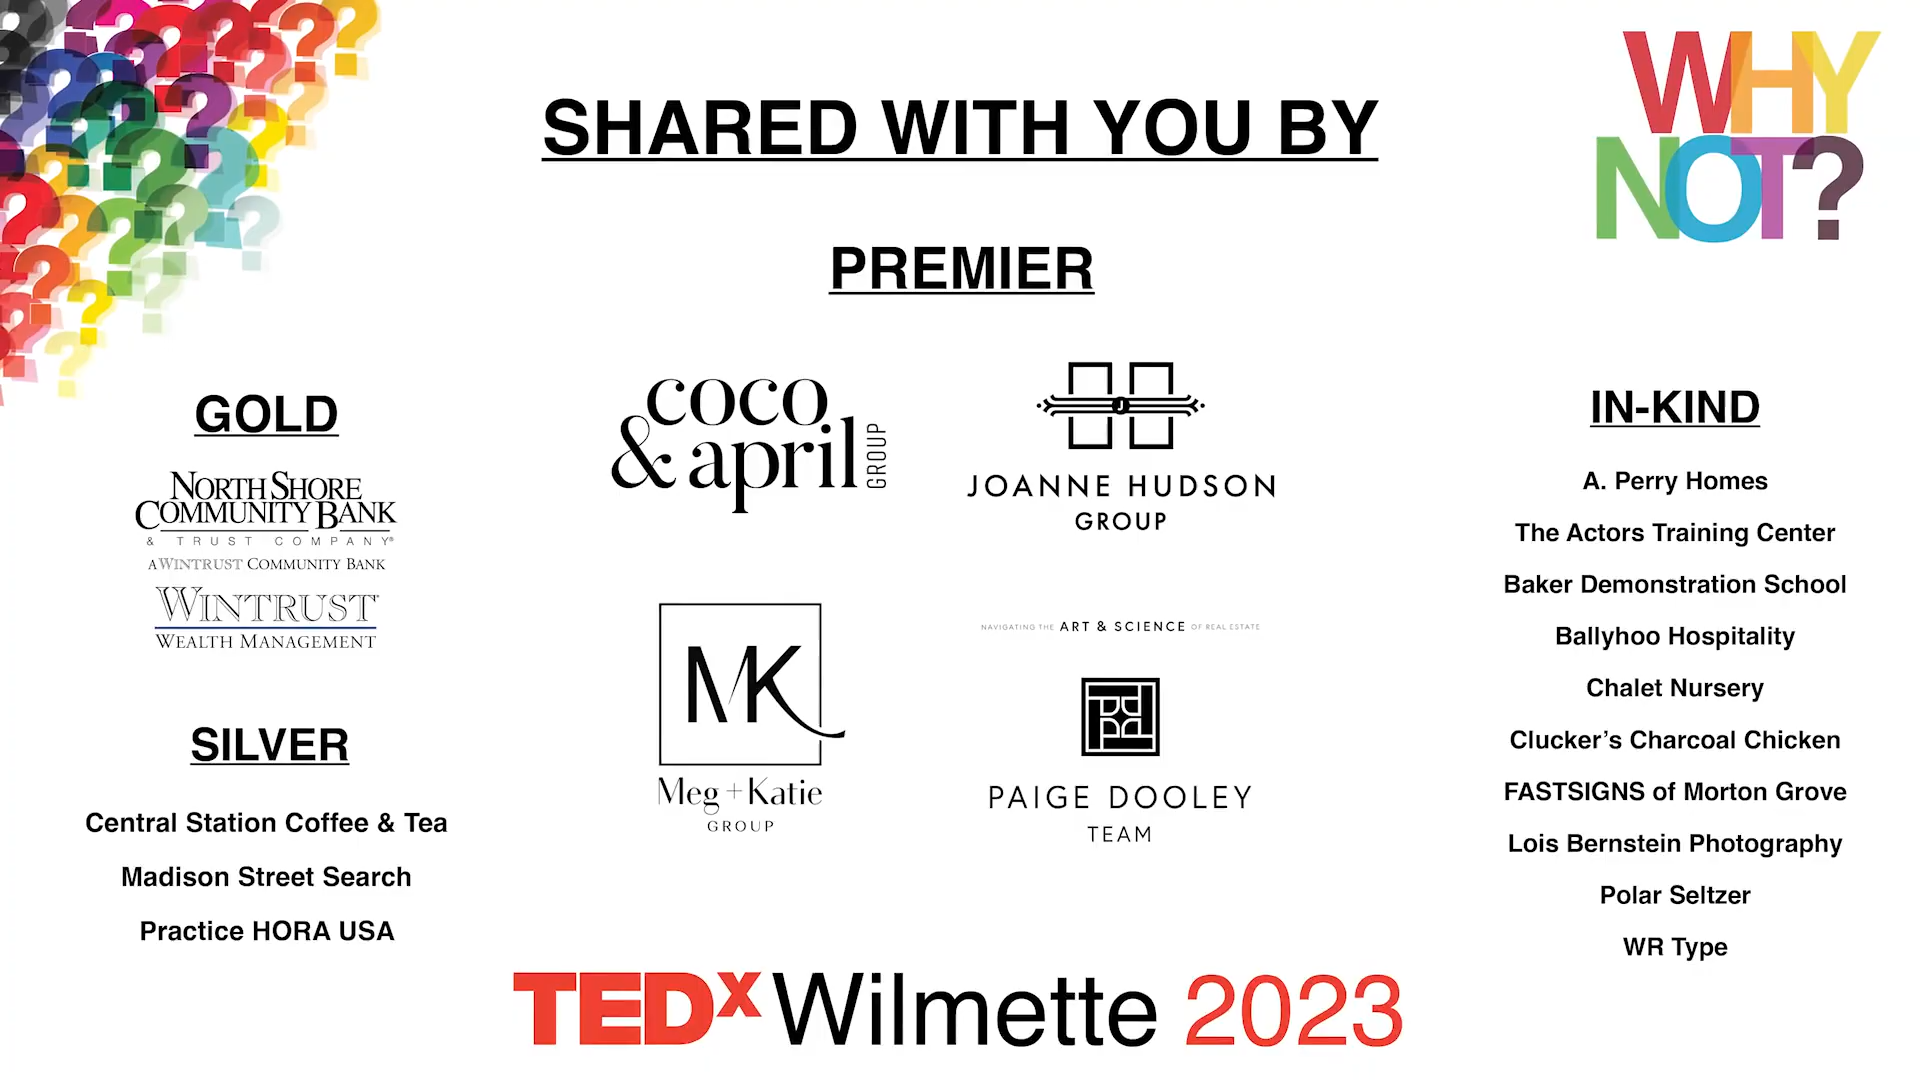 WHY
NOT?
SHARED WITH YOU BY
PREMIER
coco
& april
GROUP
J
JOANNE HUDSON
GROUP
MK
Meg + Katie
GROUP
NAVIGATING THE ART & SCIENCE OF REAL ESTATE
PAIGE DOOLEY
TEAM
GOLD
NORTH SHORE
COMMUNITY BANK
& TRUST COMPANY®
A WINTRUST COMMUNITY BANK
WINTRUST®
WEALTH MANAGEMENT
SILVER
Central Station Coffee & Tea
Madison Street Search
Practice HORA USA
IN-KIND
A. Perry Homes
The Actors Training Center
Baker Demonstration School
Ballyhoo Hospitality
Chalet Nursery
Clucker’s Charcoal Chicken
FASTSIGNS of Morton Grove
Lois Bernstein Photography
Polar Seltzer
WR Type
TEDx Wilmette 2023